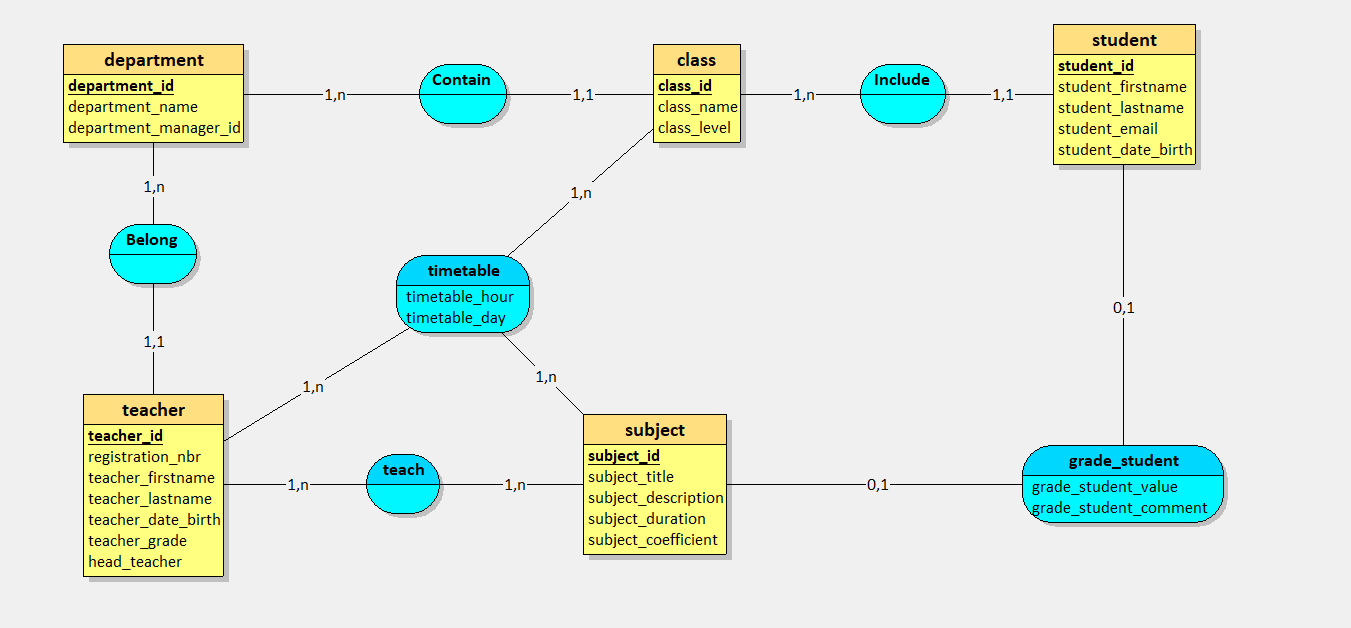 department
department_id
department_name
department_manager_id
1,n
Contain
1,1
class
class_id
class_name
class_level
1,n
Include
1,1
student
student_id
student_firstname
student_lastname
student_email
student_date_birth
1,n
Belong
1,1
1,n
timetable
timetable_hour
timetable_day
1,n
1,n
0,1
teacher
teacher_id
registration_nbr
teacher_firstname
teacher_lastname
teacher_date_birth
teacher_grade
head_teacher
1,n
teach
1,n
subject
subject_id
subject_title
subject_description
subject_duration
subject_coefficient
0,1
grade_student
grade_student_value
grade_student_comment